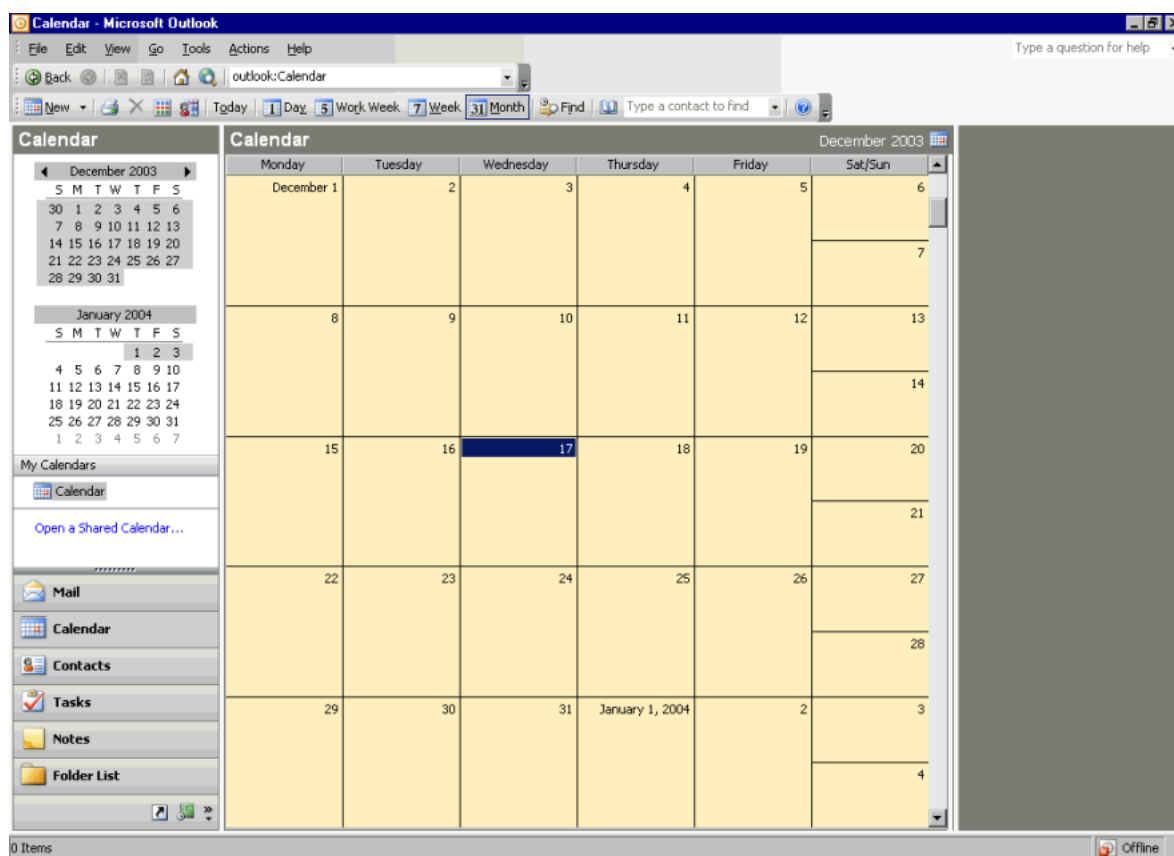 Calendar - Microsoft Outlook
File Edit View Go Tools Actions Help Type a question for help
Back outlook:Calendar
New Today 1 Day 5 Work Week 7 Week 31 Month Find Type a contact to find
Calendar
December 2003
S M T W T F S
30 1 2 3 4 5 6
7 8 9 10 11 12 13
14 15 16 17 18 19 20
21 22 23 24 25 26 27
28 29 30 31
January 2004
S M T W T F S
1 2 3
4 5 6 7 8 9 10
11 12 13 14 15 16 17
18 19 20 21 22 23 24
25 26 27 28 29 30 31
1 2 3 4 5 6 7
My Calendars
Calendar
Open a Shared Calendar...
Mail
Calendar
Contacts
Tasks
Notes
Folder List
Calendar December 2003
Monday Tuesday Wednesday Thursday Friday Sat/Sun
December 1 2 3 4 5 6
7
8 9 10 11 12 13
14
15 16 17 18 19 20
21
22 23 24 25 26 27
28
29 30 31 January 1, 2004 2 3
4
0 Items Offline